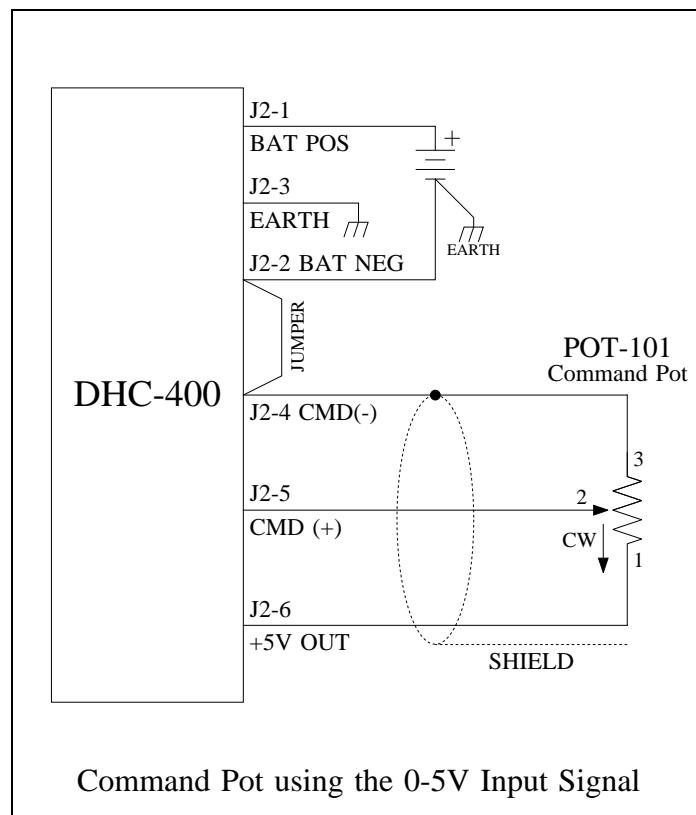 J2-1
BAT POS
+
J2-3
EARTH
EARTH
J2-2 BAT NEG
JUMPER
POT-101
Command Pot
DHC-400
J2-4 CMD(-)
3
J2-5
2
CMD (+)
CW
1
J2-6
+5V OUT
SHIELD
Command Pot using the 0-5V Input Signal